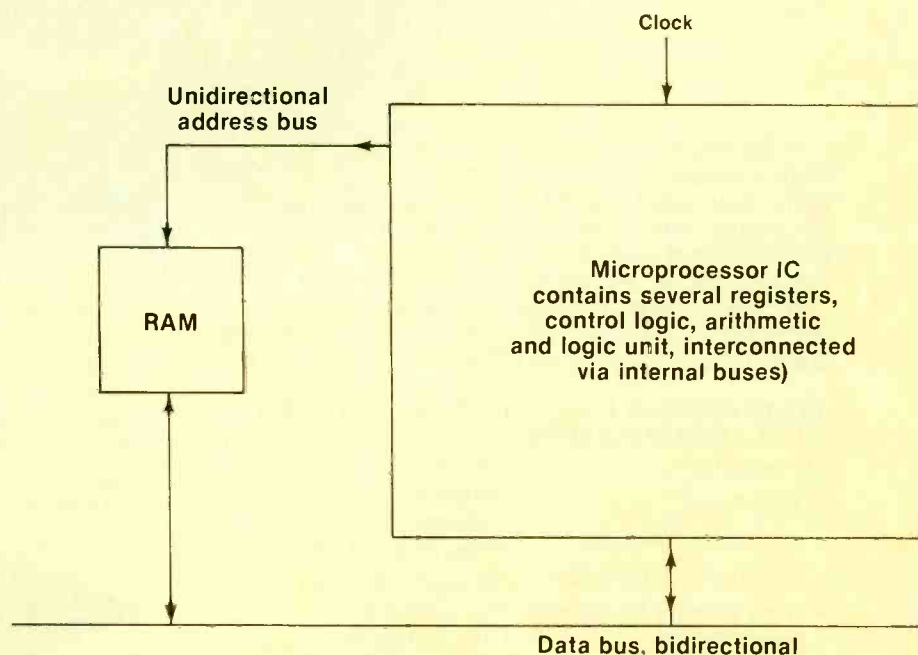 Clock
Unidirectional
address bus
RAM
Microprocessor IC
contains several registers,
control logic, arithmetic
and logic unit, interconnected
via internal buses)
Data bus, bidirectional